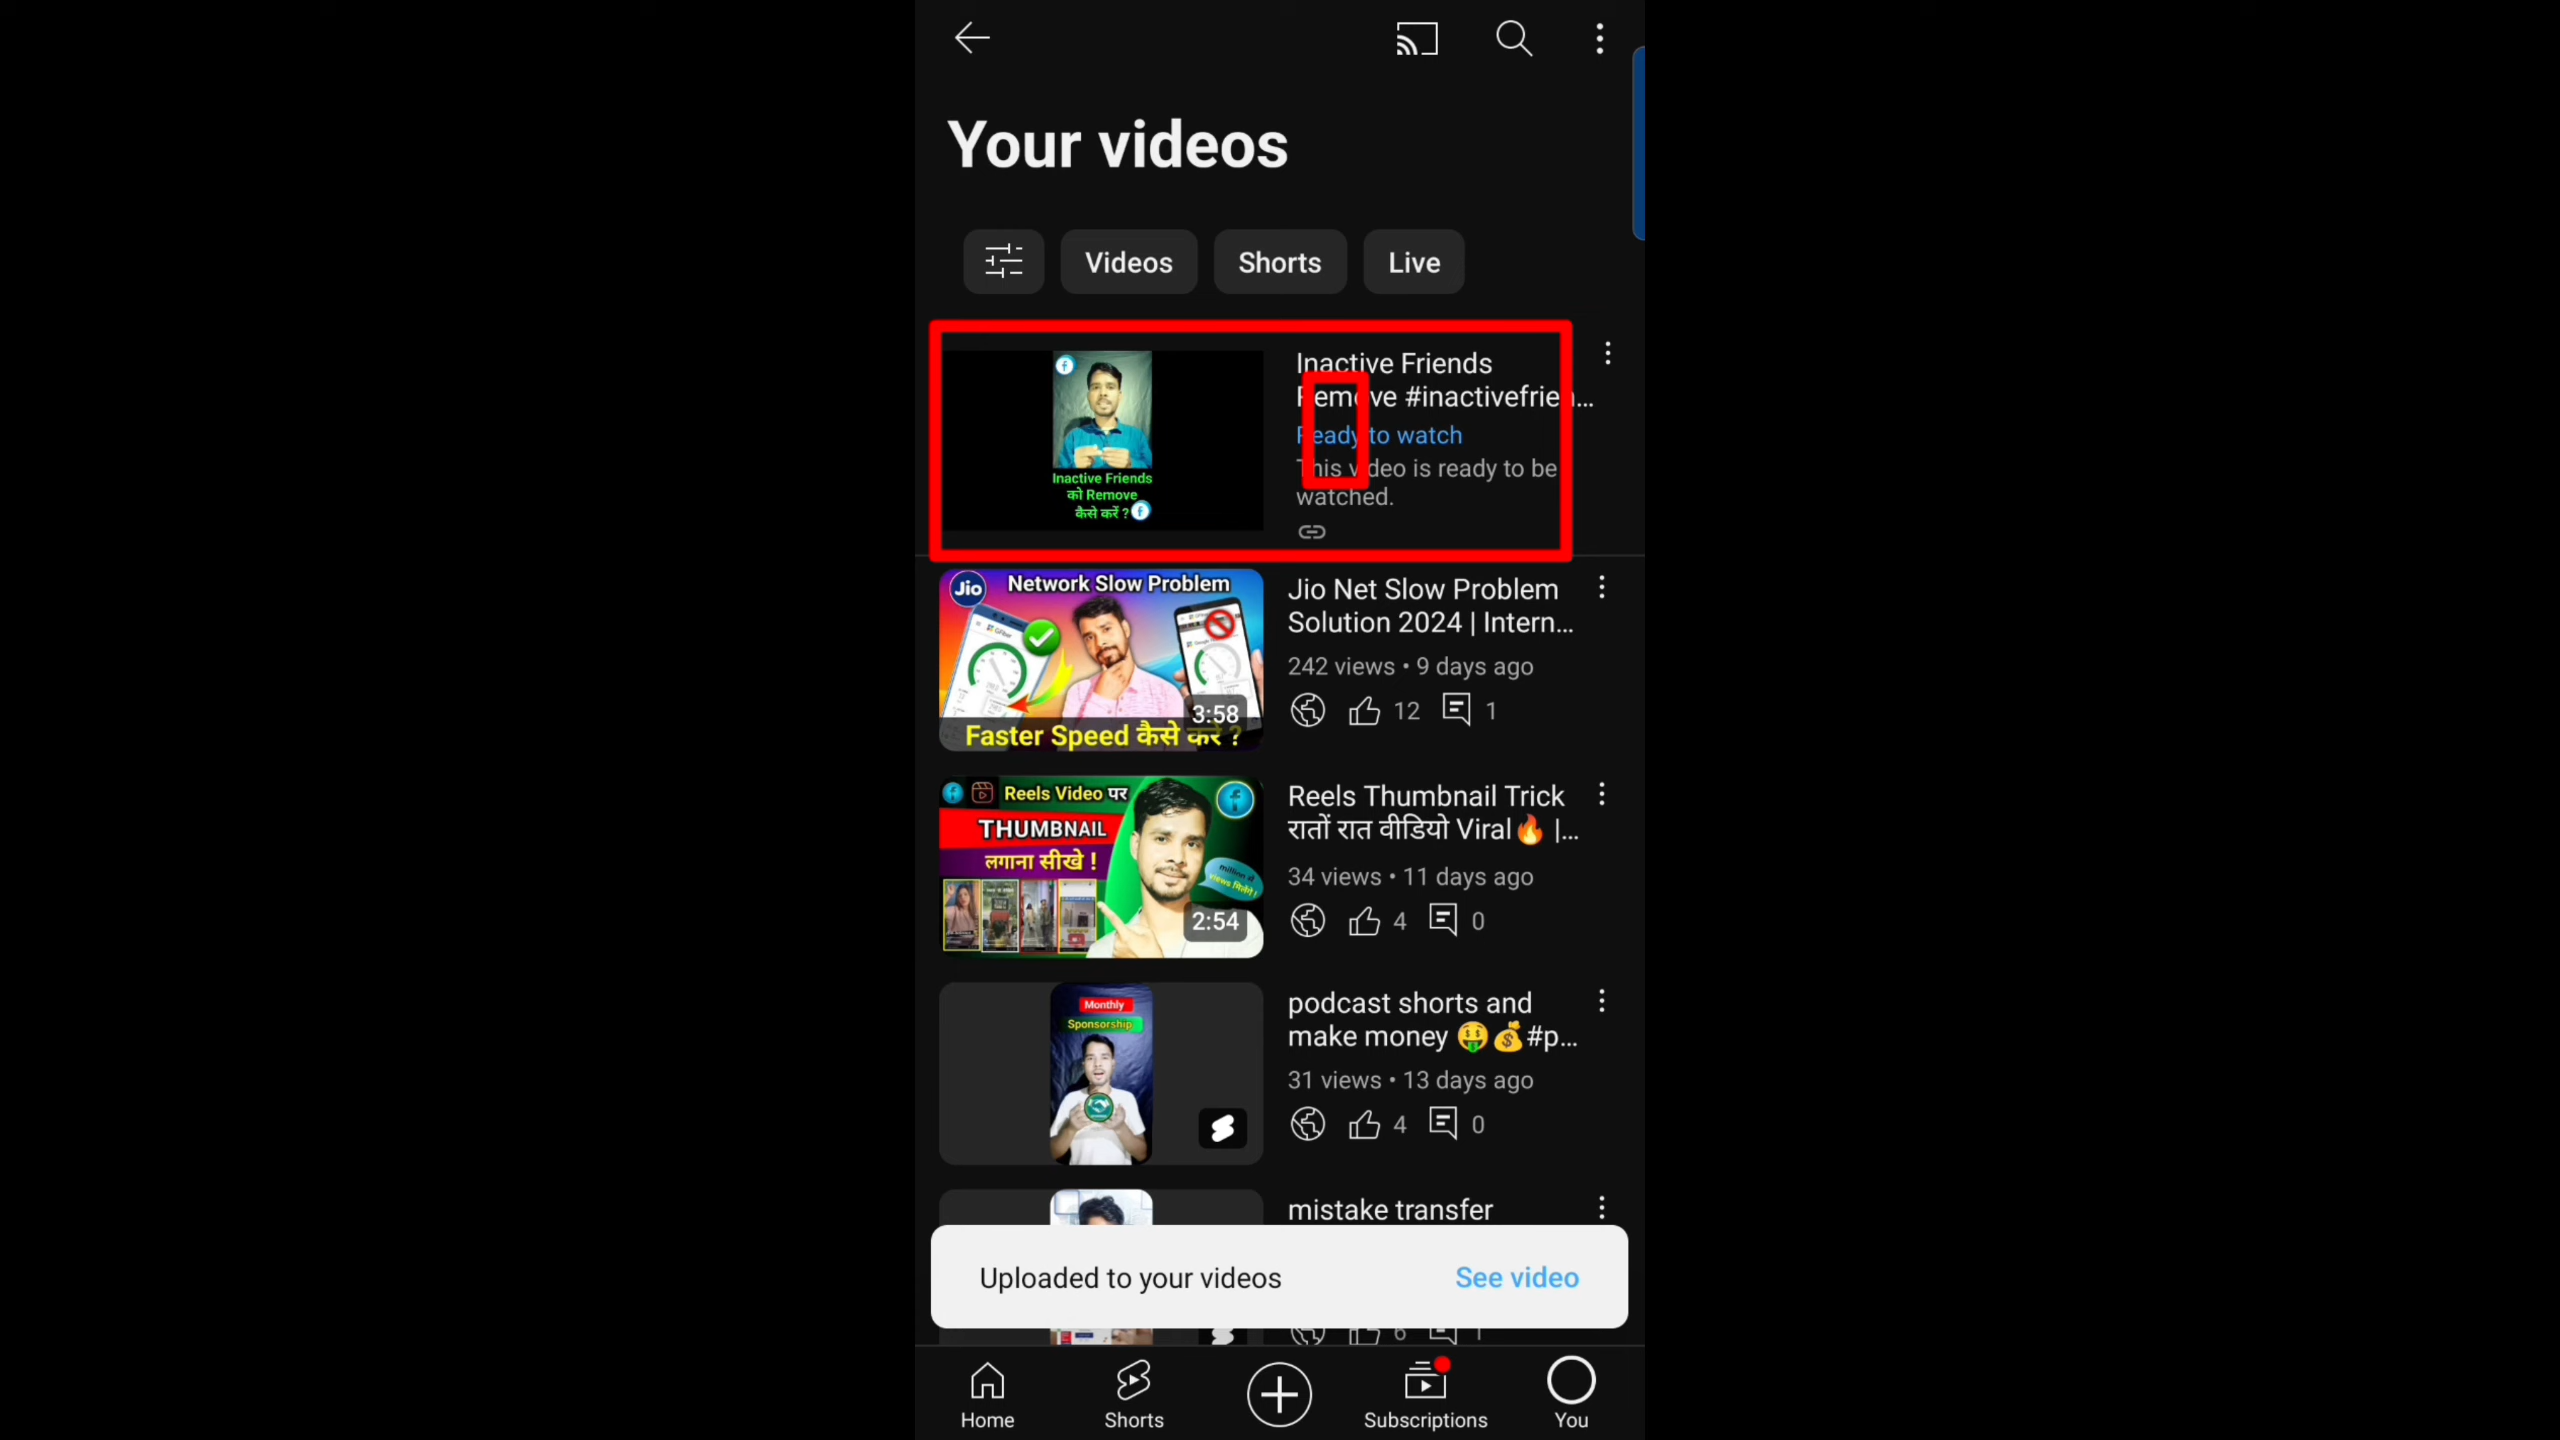 Your videos
Videos
Shorts
Live
Inactive Friends
को Remove
कैसे करें ?
Inactive Friends
Remove #inactivefrien...
Ready to watch
This video is ready to be
watched.
Jio
Network Slow Problem
3:58
Faster Speed कैसे करें ?
Jio Net Slow Problem
Solution 2024 | Intern...
242 views • 9 days ago
12
1
Reels Video पर
THUMBNAIL
लगाना सीखे !
2:54
Reels Thumbnail Trick
रातों रात वीडियो Viral🔥 |...
34 views • 11 days ago
4
0
Monthly
Sponsorship
podcast shorts and
make money 🤑💰#p...
31 views • 13 days ago
4
0
mistake transfer
Uploaded to your videos
See video
6
1
Home
Shorts
Subscriptions
You